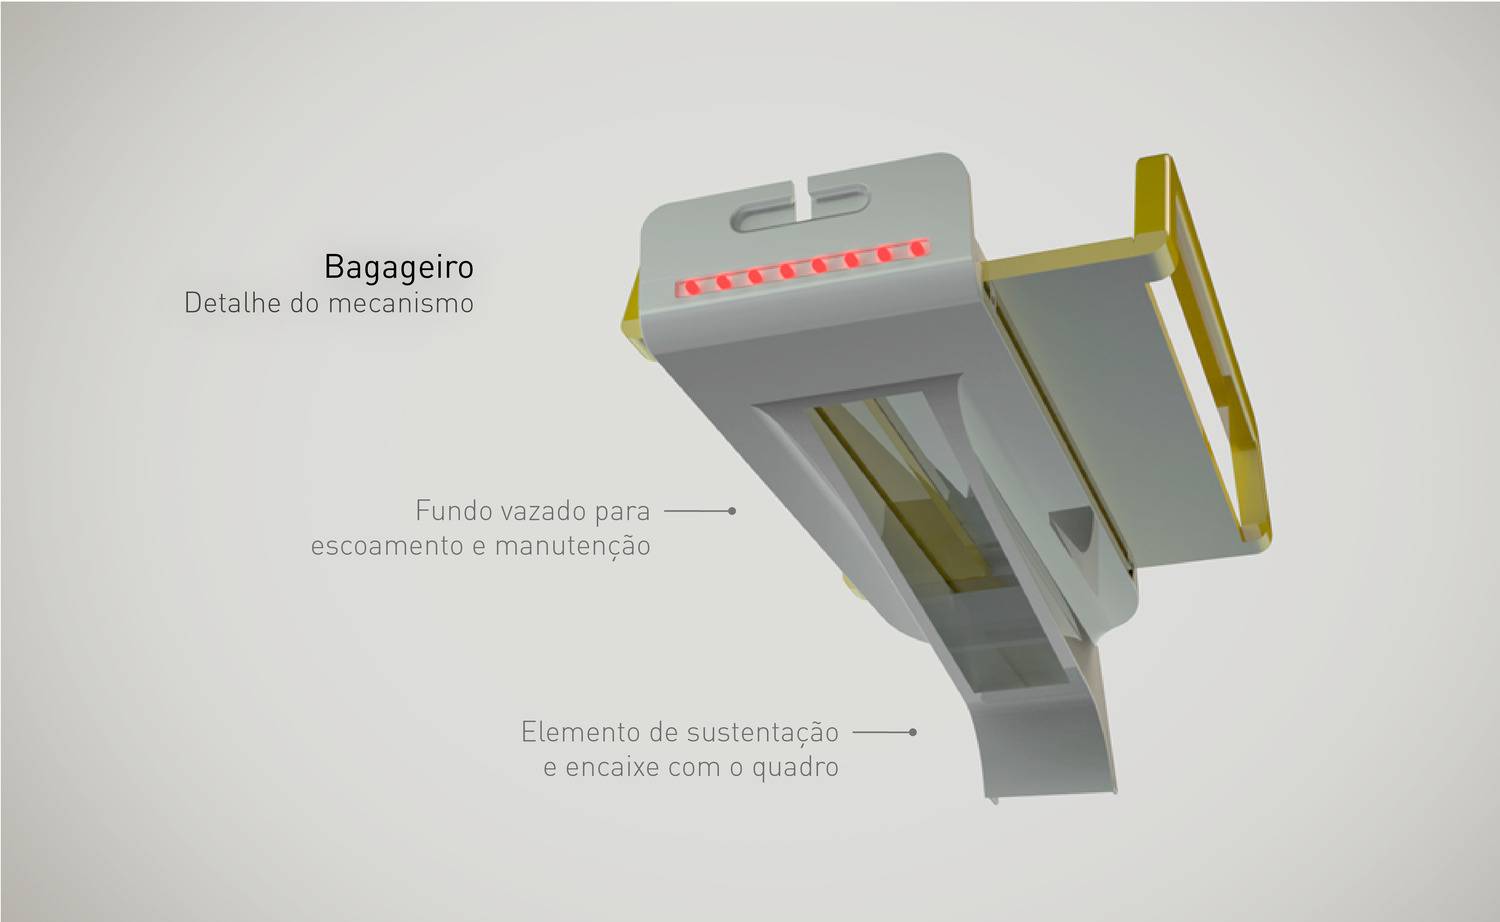 Bagageiro
Detalhe do mecanismo
Fundo vazado para
escoamento e manutenção
Elemento de sustentação
e encaixe com o quadro